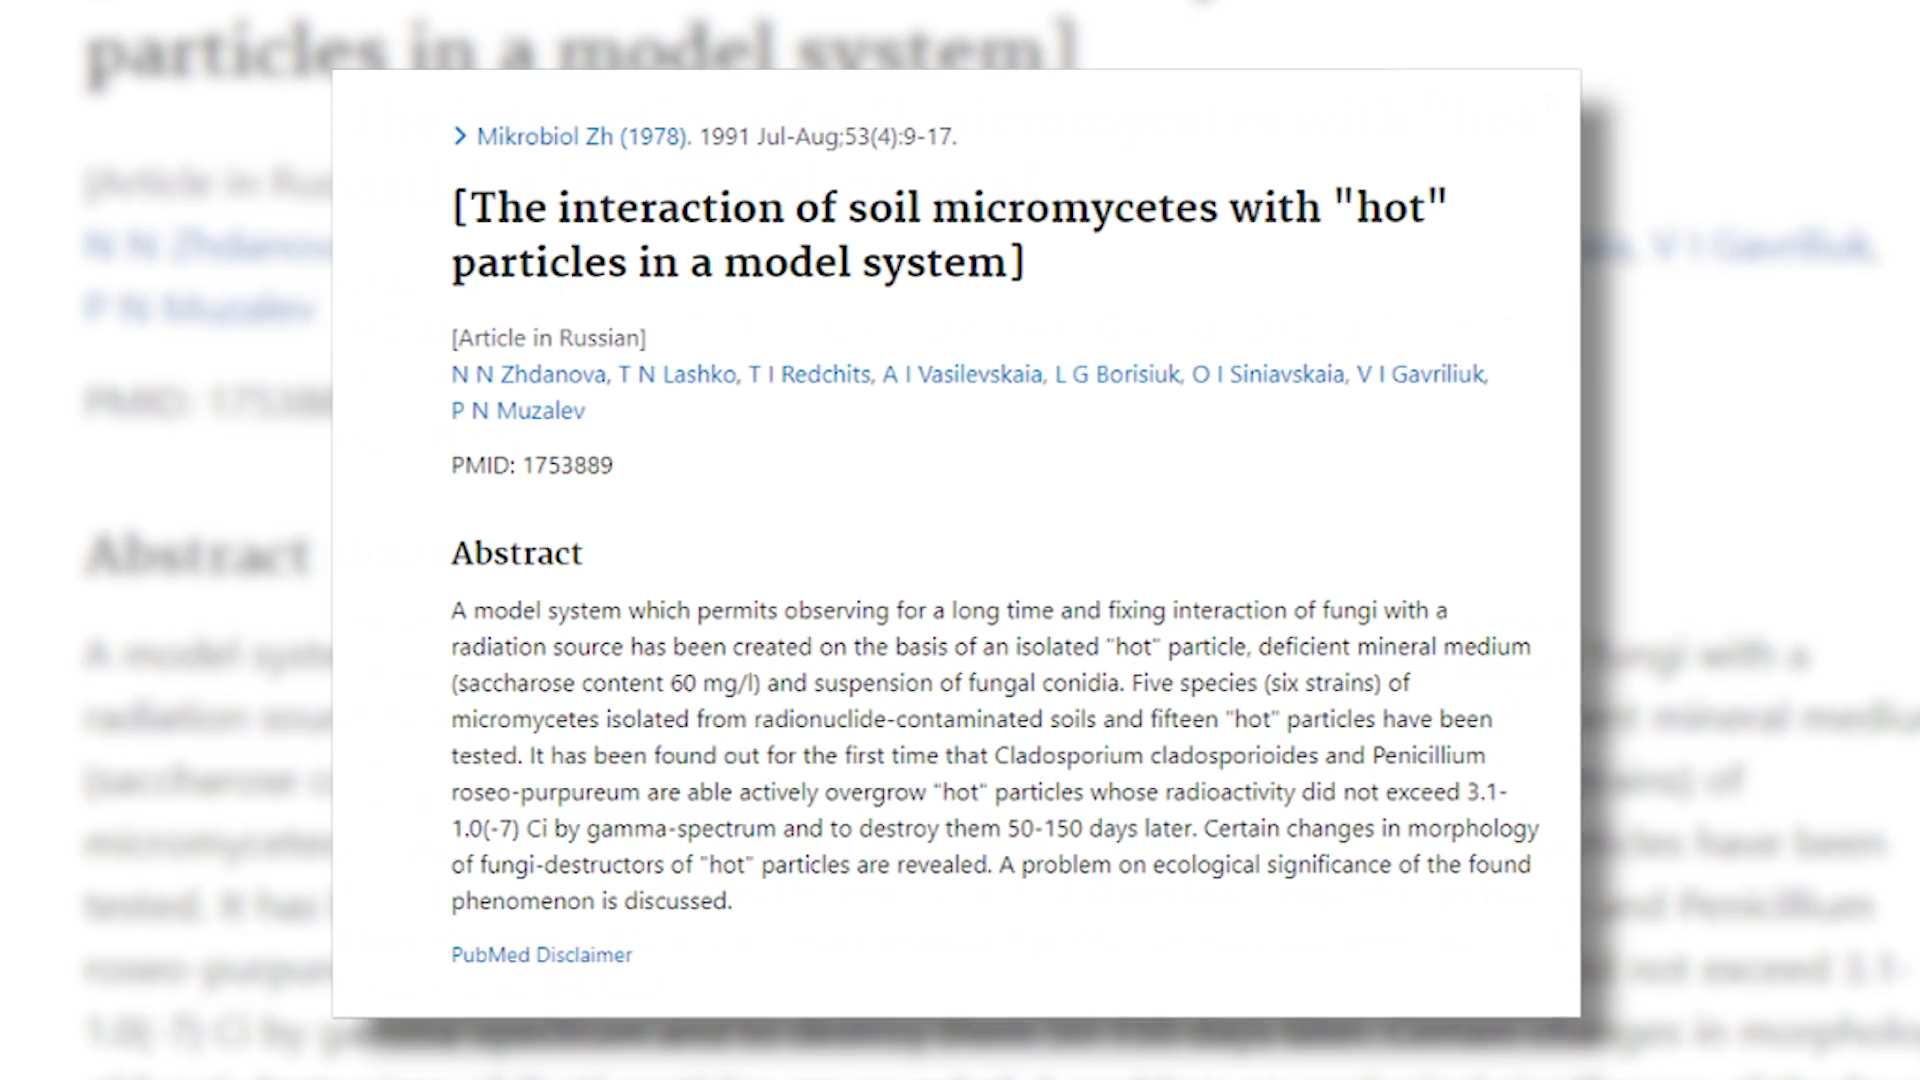 particles in a model system]
Mikrobiol Zh (1978). 1991 Jul-Aug;53(4):9-17.
[The interaction of soil micromycetes with "hot"
particles in a model system]
[Article in Russian]
N N Zhdanova, T N Lashko, T I Redchits, A I Vasilevskaia, L G Borisiuk, O I Siniavskaia, V I Gavriliuk,
P N Muzalev
PMID: 1753889
Abstract
A model system which permits observing for a long time and fixing interaction of fungi with a
radiation source has been created on the basis of an isolated "hot" particle, deficient mineral medium
(saccharose content 60 mg/l) and suspension of fungal conidia. Five species (six strains) of
micromycetes isolated from radionuclide-contaminated soils and fifteen "hot" particles have been
tested. It has been found out for the first time that Cladosporium cladosporioides and Penicillium
roseo-purpureum are able actively overgrow "hot" particles whose radioactivity did not exceed 3.1-
1.0(-7) Ci by gamma-spectrum and to destroy them 50-150 days later. Certain changes in morphology
of fungi-destructors of "hot" particles are revealed. A problem on ecological significance of the found
phenomenon is discussed.
PubMed Disclaimer